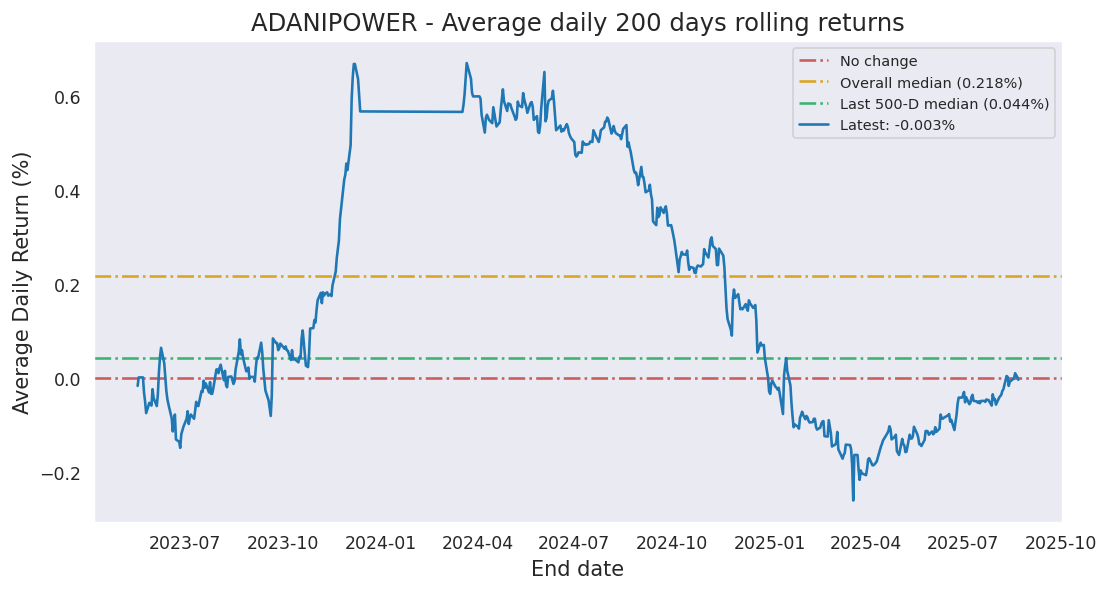 ADANIPOWER - Average daily 200 days rolling returns
No change
Overall median (0.218%)
Last 500-D median (0.044%)
Latest: -0.003%
Average Daily Return (%)
0.6
0.4
0.2
0.0
−0.2
2023-07 2023-10 2024-01 2024-04 2024-07 2024-10 2025-01 2025-04 2025-07 2025-10
End date